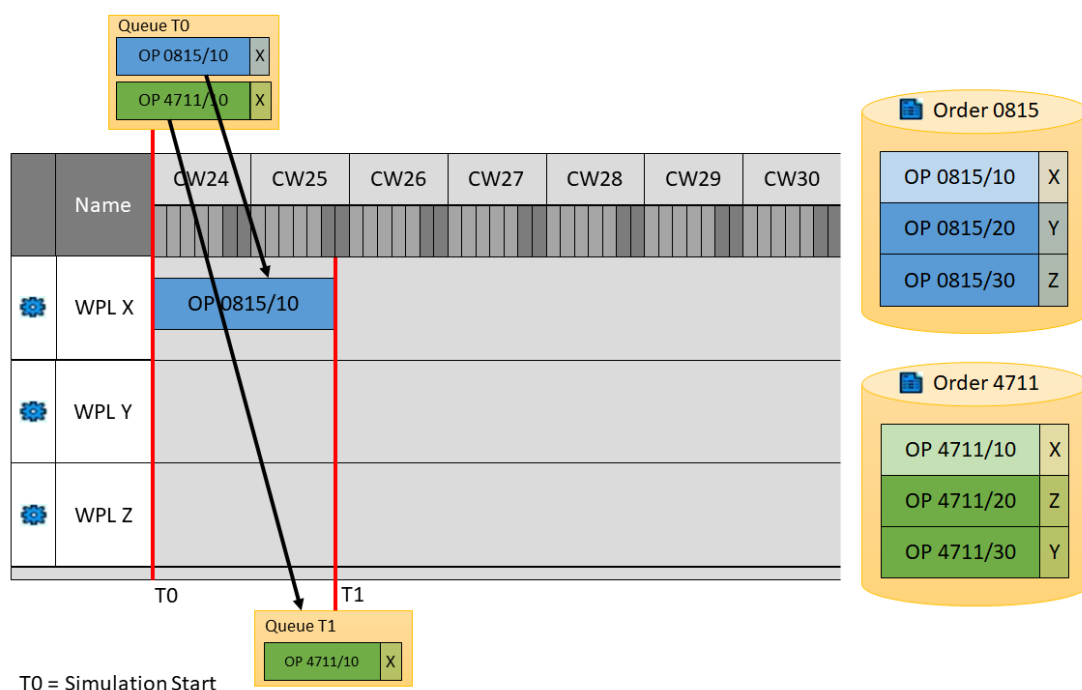 Queue T0
OP 0815/10 X
OP 4711/10 X
Name CW24 CW25 CW26 CW27 CW28 CW29 CW30
WPL X OP 0815/10
WPL Y
WPL Z
T0 T1
Queue T1
OP 4711/10 X
T0 = Simulation Start
Order 0815
OP 0815/10 X
OP 0815/20 Y
OP 0815/30 Z
Order 4711
OP 4711/10 X
OP 4711/20 Z
OP 4711/30 Y